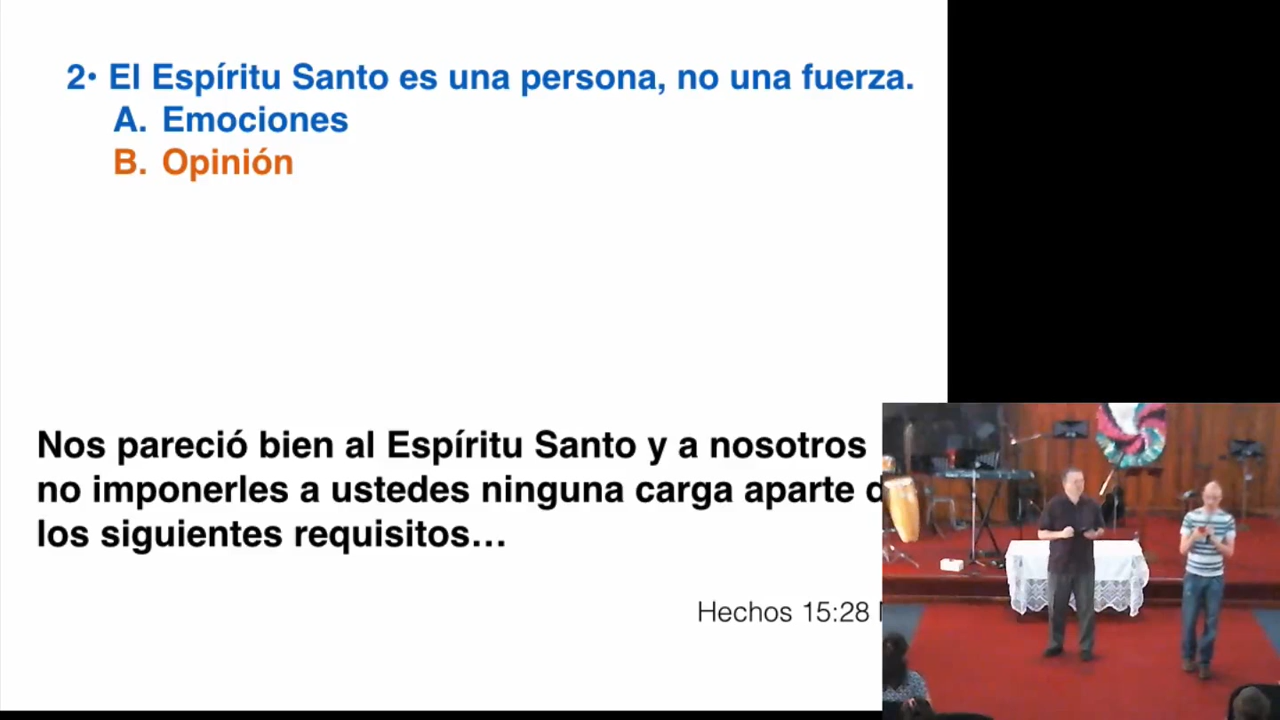 2• El Espíritu Santo es una persona, no una fuerza.
A. Emociones
B. Opinión
Nos pareció bien al Espíritu Santo y a nosotros
no imponerles a ustedes ninguna carga aparte
los siguientes requisitos…
Hechos 15:28